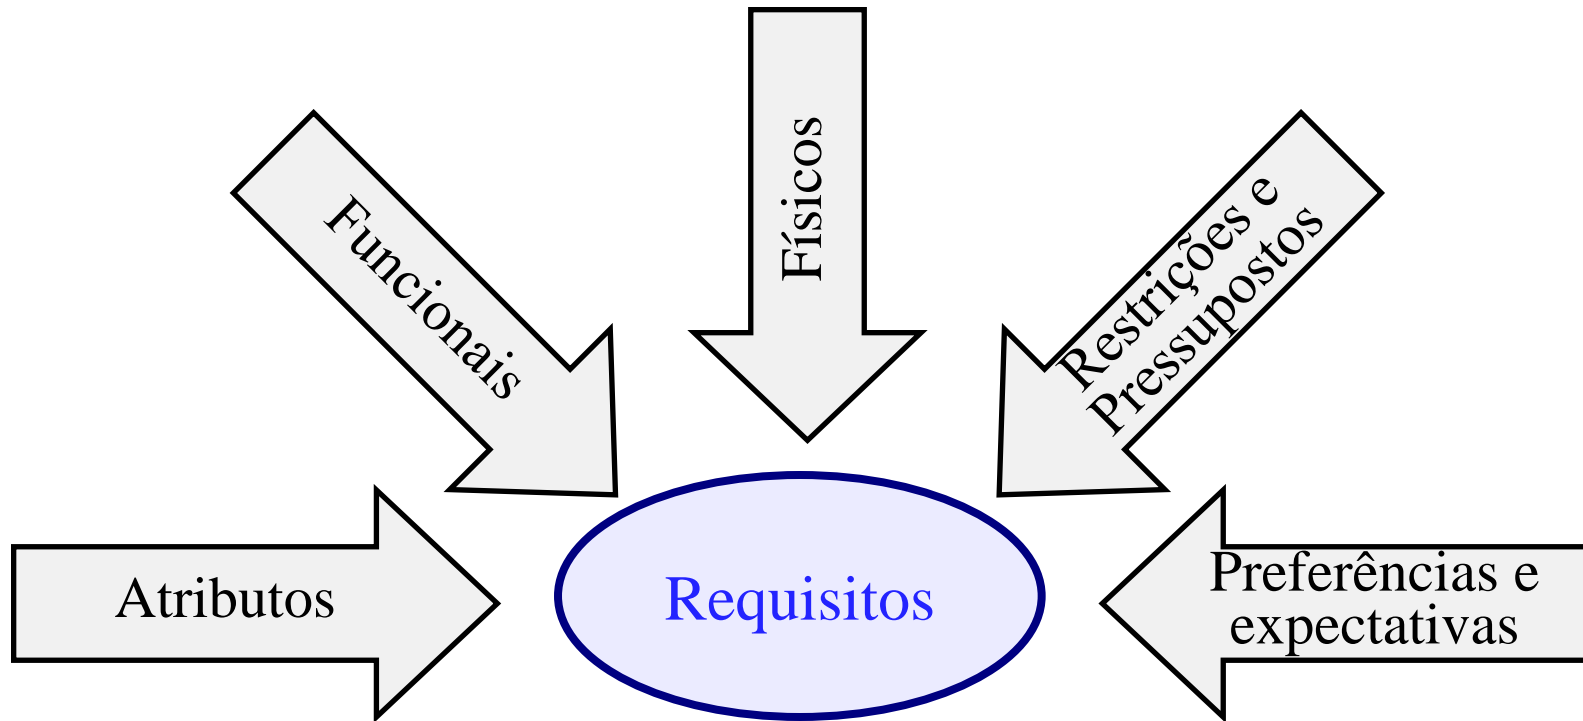 Físicos
Funcionais
Restrições e
Pressupostos
Atributos
Requisitos
Preferências e
expectativas